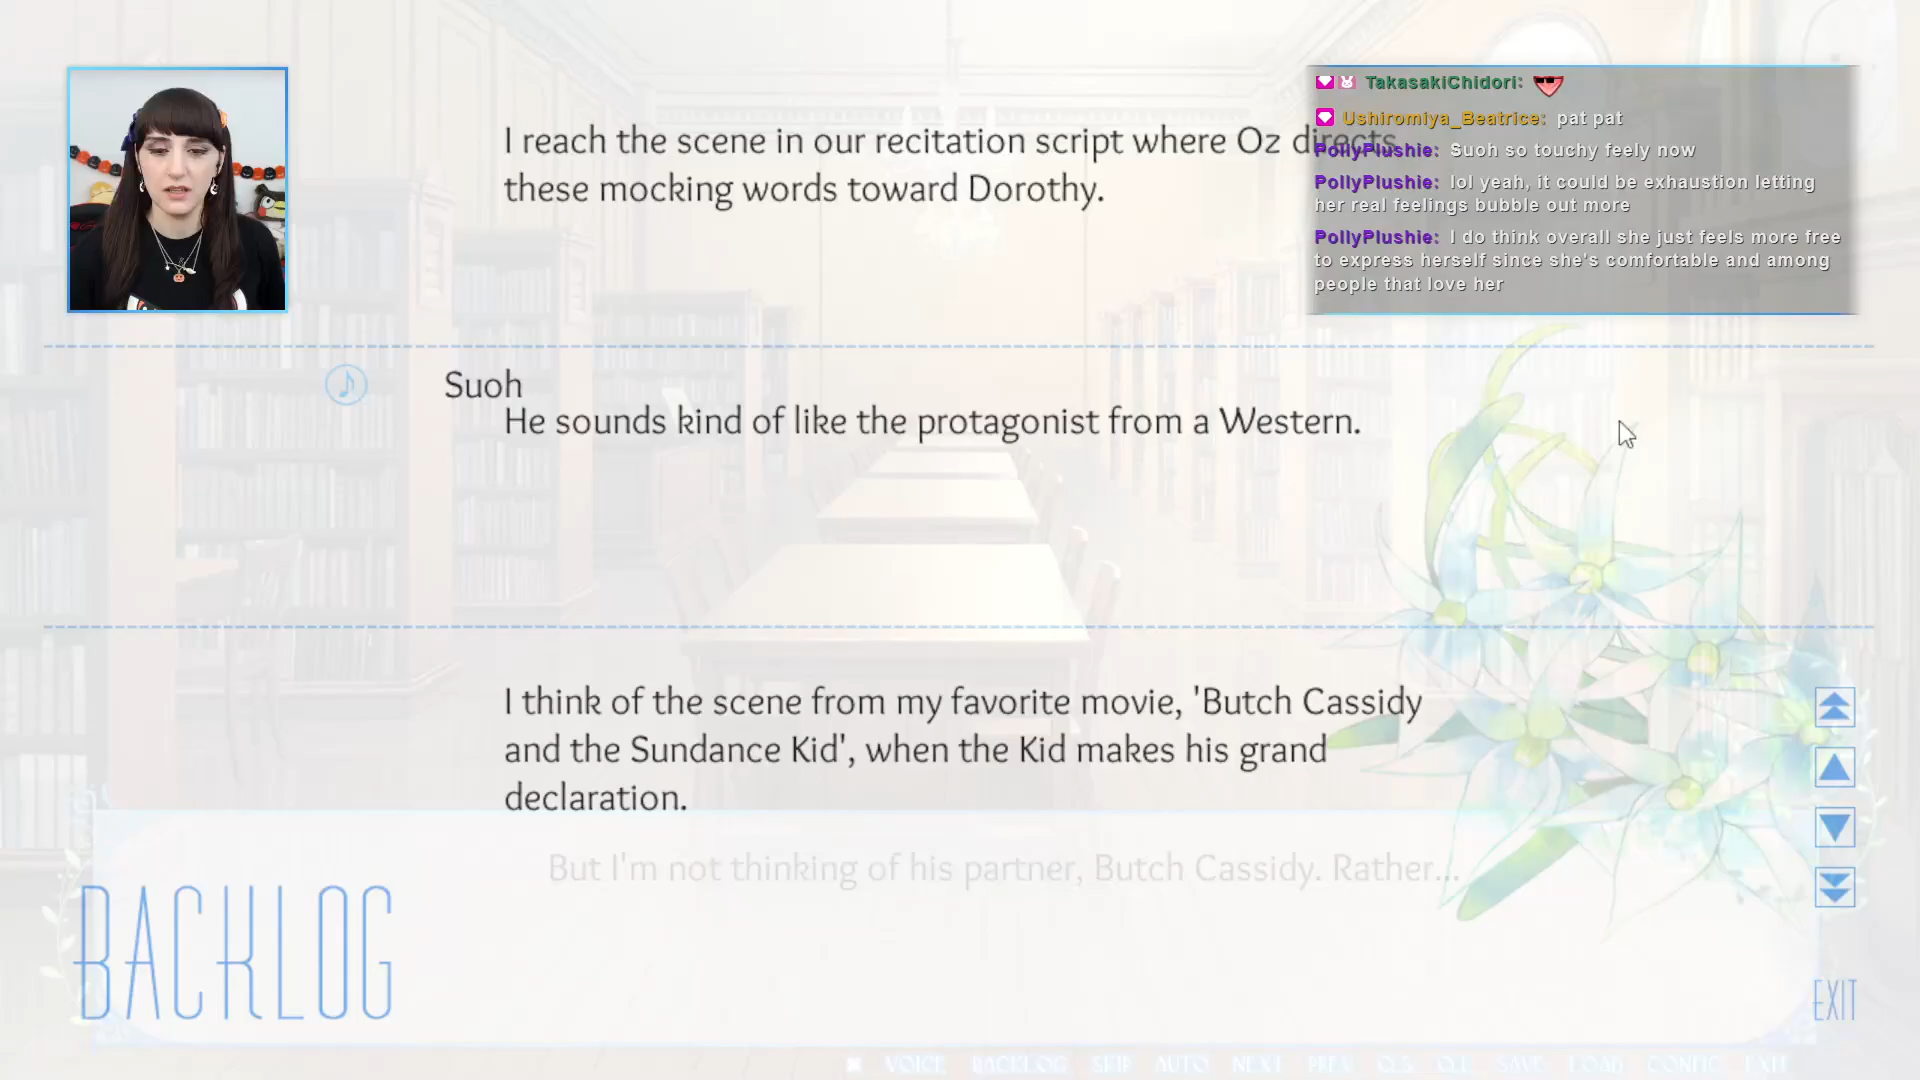 I reach the scene in our recitation script where Oz directs
these mocking words toward Dorothy.
TakasakiChidori:
Ushiromiya_Beatrice: pat pat
PollyPlushie: Suoh so touchy feely now
PollyPlushie: lol yeah, it could be exhaustion letting
her real feelings bubble out more
PollyPlushie: I do think overall she just feels more free
to express herself since she's comfortable and among
people that love her
Suoh
He sounds kind of like the protagonist from a Western.
I think of the scene from my favorite movie, 'Butch Cassidy
and the Sundance Kid', when the Kid makes his grand
declaration.
But I'm not thinking of his partner, Butch Cassidy. Rather...
BACKLOG
EXIT
VOICE BACKLOG SKIP AUTO NEXT PREV Q.S. Q.L. SAVE LOAD CONFIG EXIT